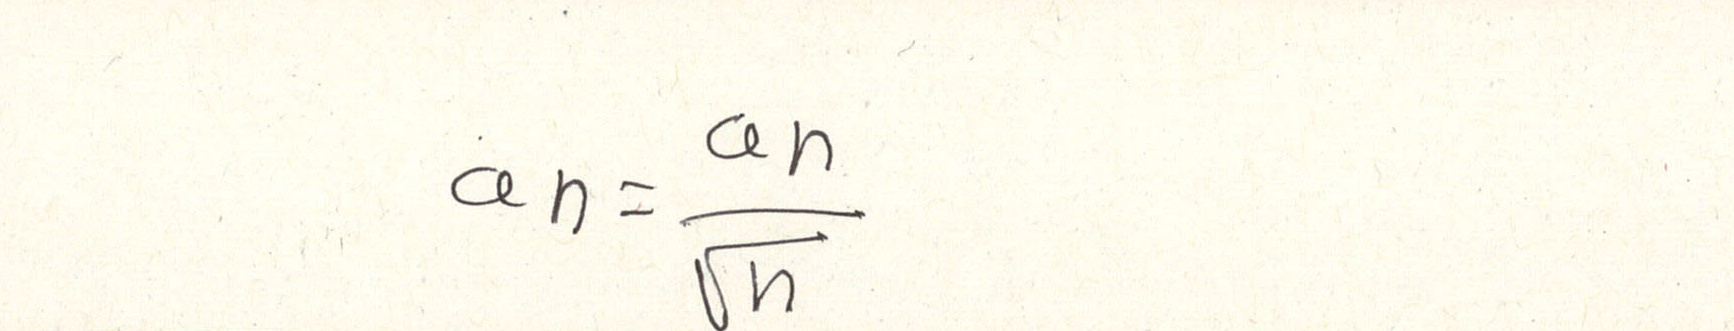 an = an/√n